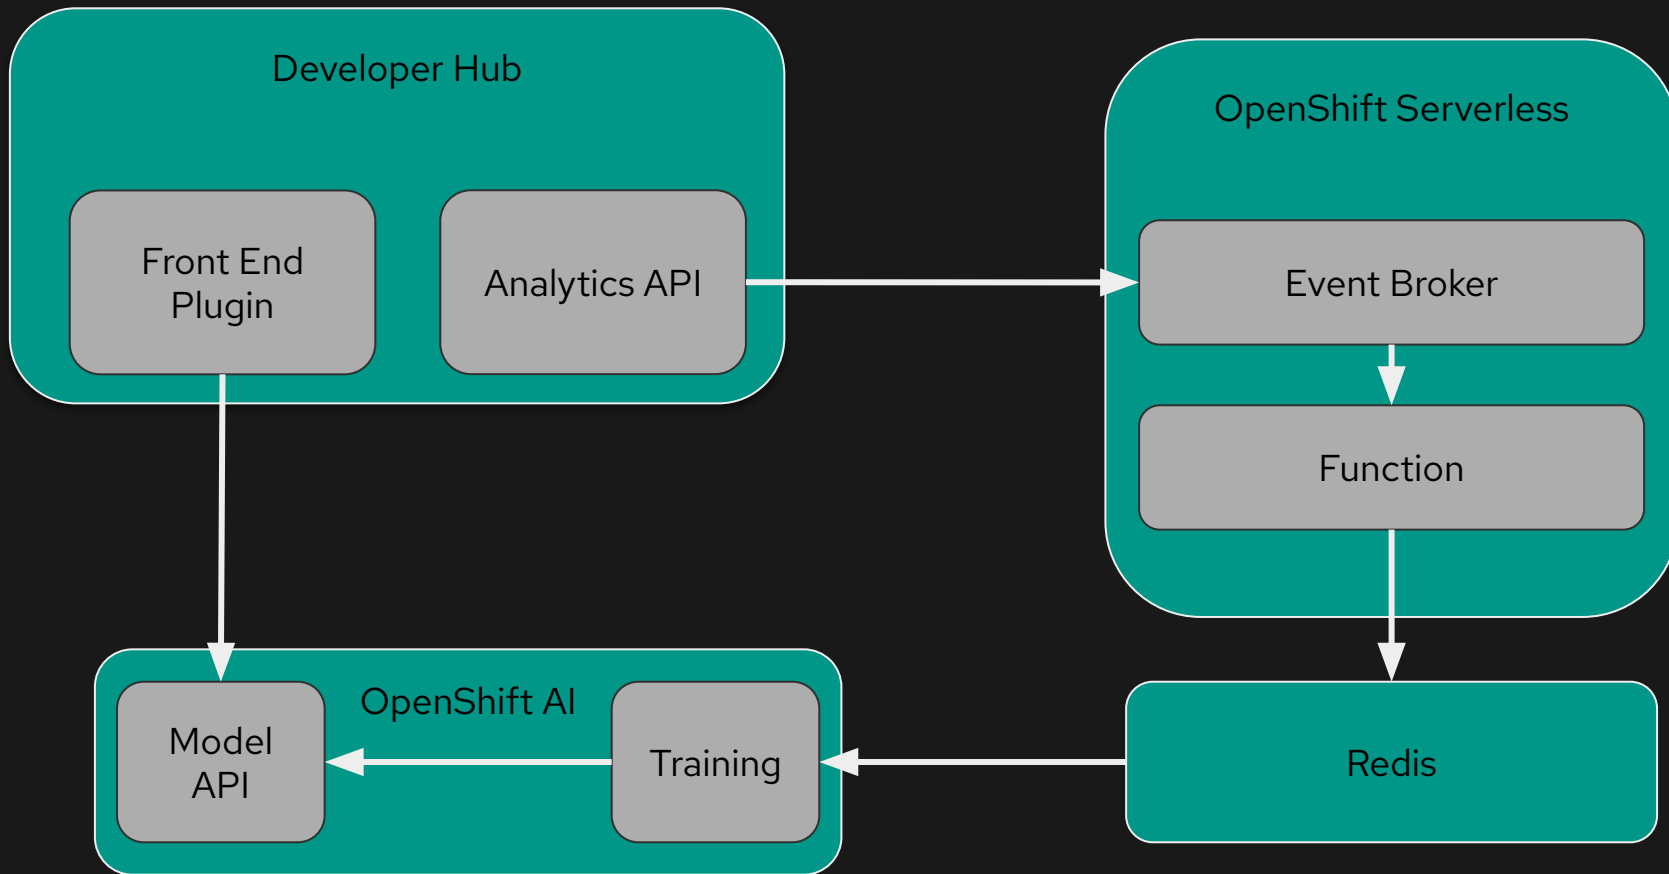 Developer Hub
Front End
Plugin
Analytics API
OpenShift Serverless
Event Broker
Function
OpenShift AI
Model
API
Training
Redis